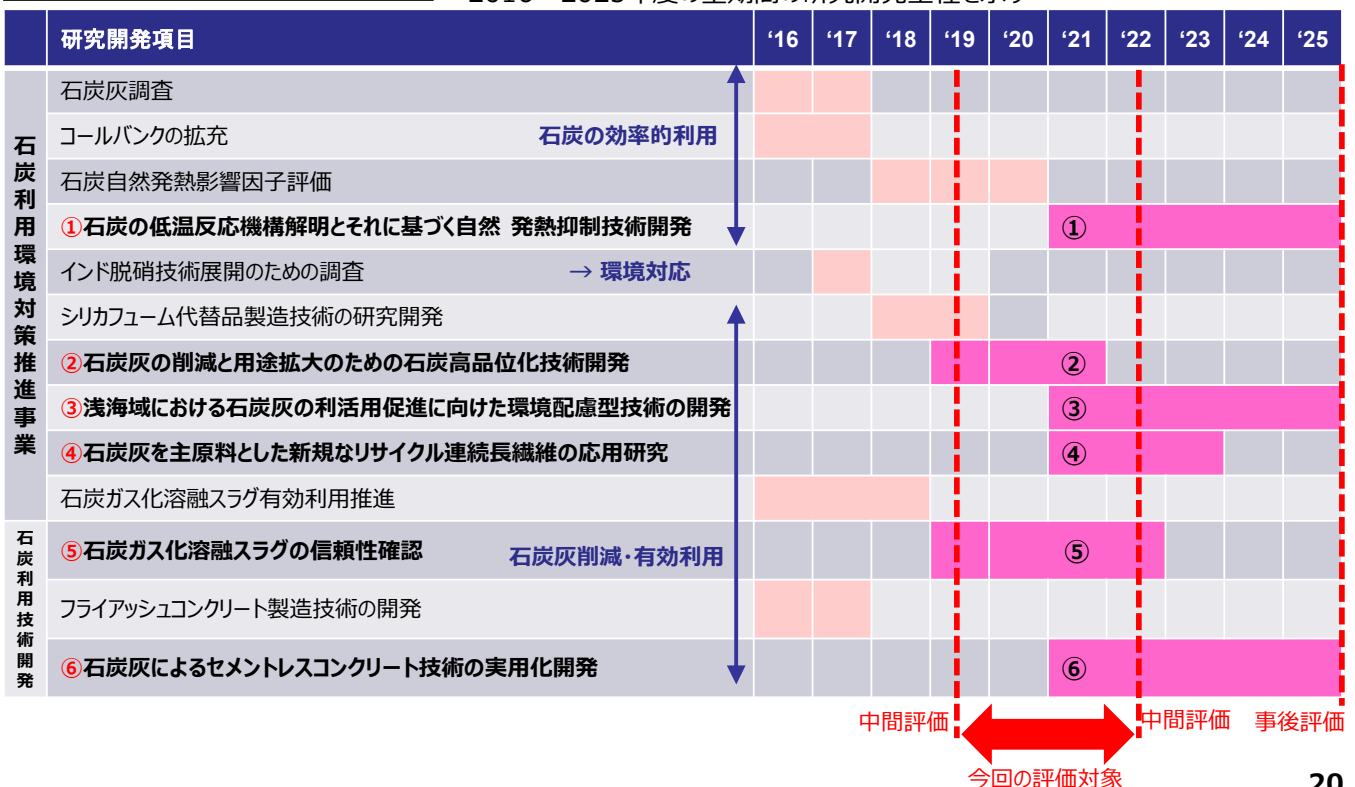 研究開発項目 ‘16 ‘17 ‘18 ‘19 ‘20 ‘21 ‘22 ‘23 ‘24 ‘25
石炭利用環境対策推進事業
石炭灰調査
コールバンクの拡充 石炭の効率的利用
石炭自然発熱影響因子評価
①石炭の低温反応機構解明とそれに基づく自然 発熱抑制技術開発 ①
インド脱硝技術展開のための調査 → 環境対応
シリカフューム代替品製造技術の研究開発
②石炭灰の削減と用途拡大のための石炭高品位化技術開発 ②
③浅海域における石炭灰の利活用促進に向けた環境配慮型技術の開発 ③
④石炭灰を主原料とした新規なリサイクル連続長繊維の応用研究 ④
石炭ガス化溶融スラグ有効利用推進
石炭利用技術開発
⑤石炭ガス化溶融スラグの信頼性確認 石炭灰削減・有効利用 ⑤
フライアッシュコンクリート製造技術の開発
⑥石炭灰によるセメントレスコンクリート技術の実用化開発 ⑥
中間評価 中間評価 事後評価
今回の評価対象
20